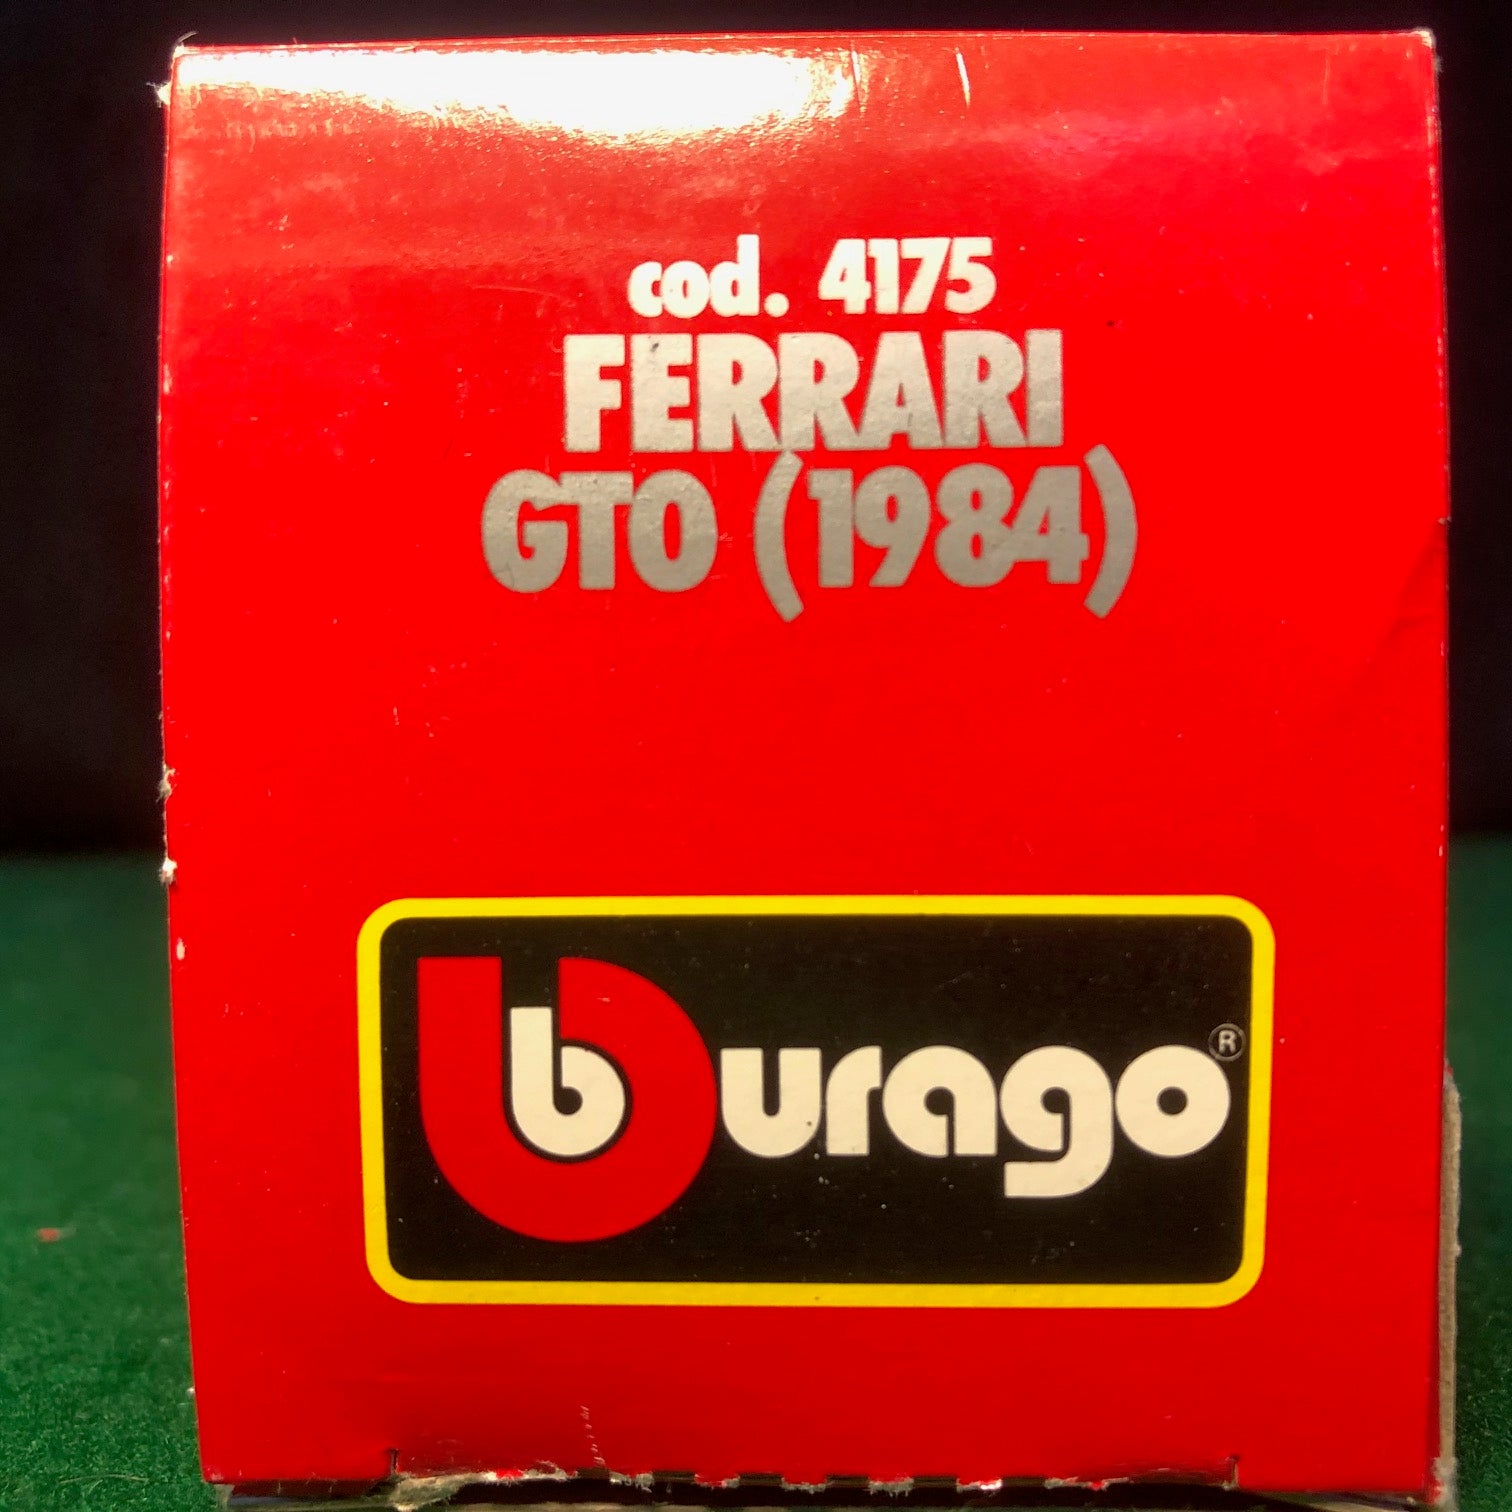 cod. 4175
FERRARI
GTO (1984)
burago®